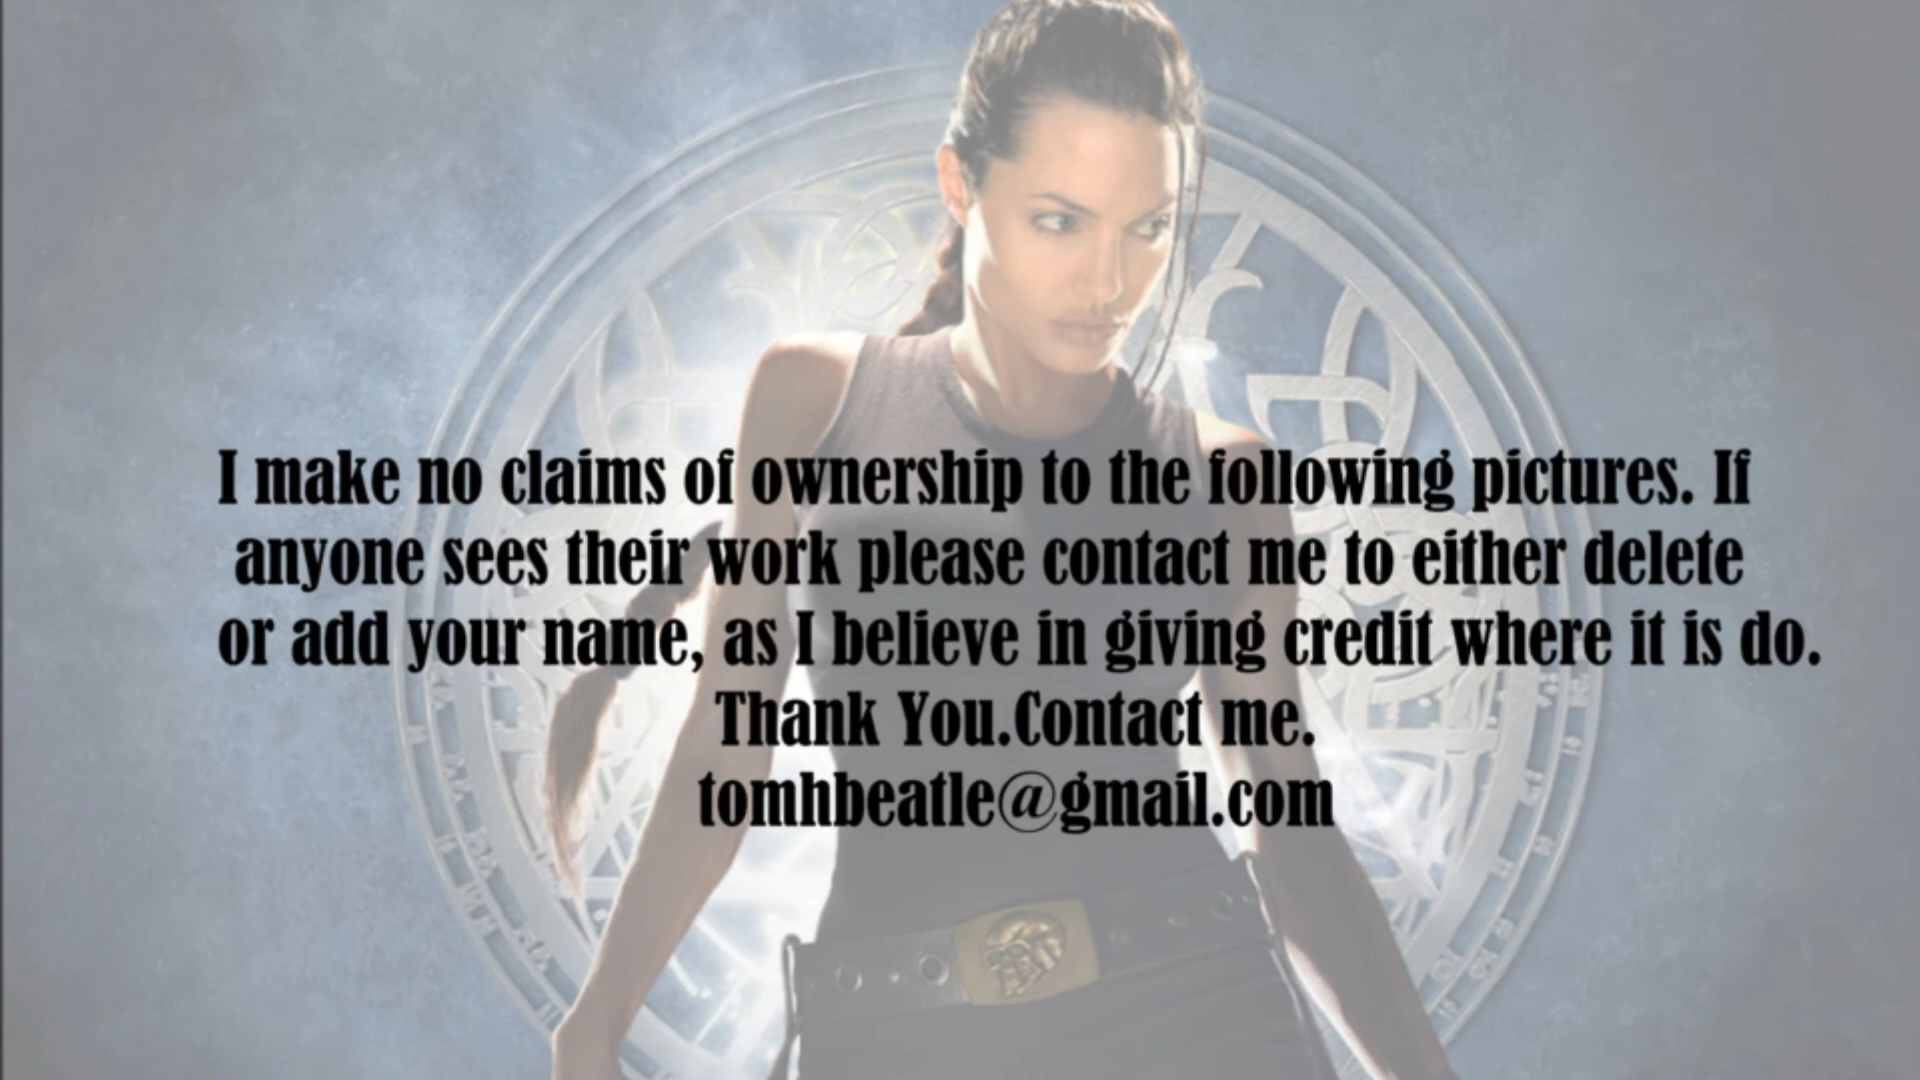 I make no claims of ownership to the following pictures. If
anyone sees their work please contact me to either delete
or add your name, as I believe in giving credit where it is do.
Thank You.Contact me.
tomhbeatle@gmail.com